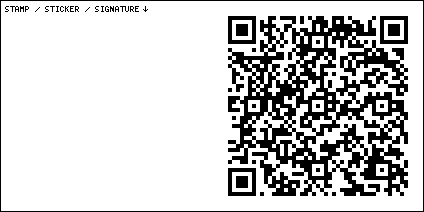 STAMP / STICKER / SIGNATURE ↓